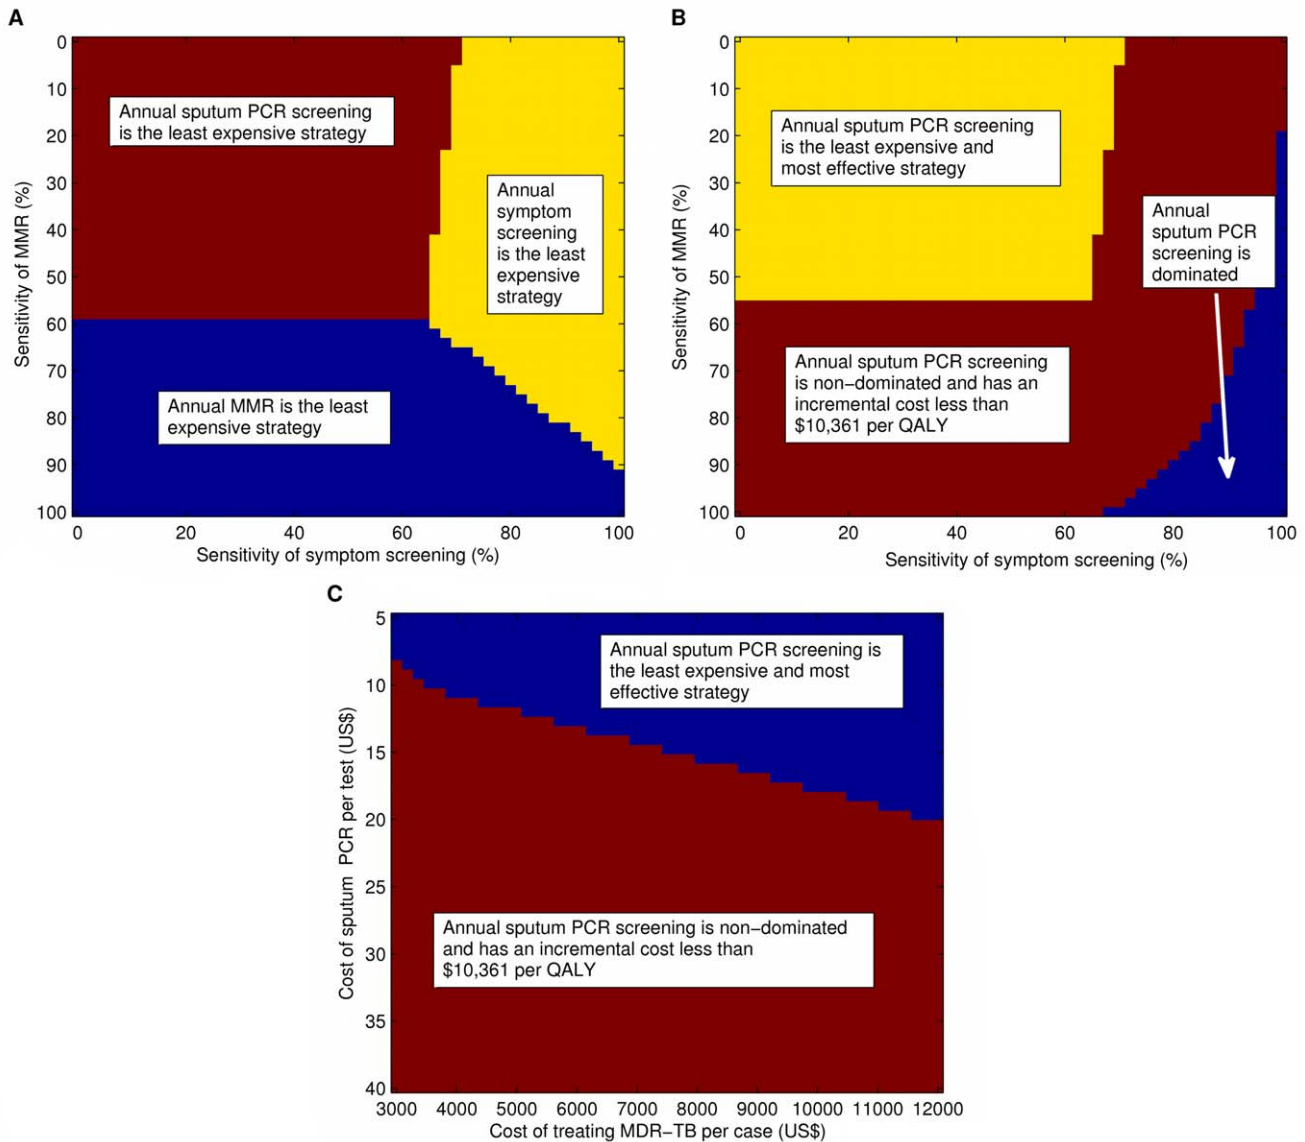 A
0
10
20
30
40
50
60
70
80
90
100
Sensitivity of MMR (%)
Annual sputum PCR screening
is the least expensive strategy
Annual
symptom
screening
is the least
expensive
strategy
Annual MMR is the least
expensive strategy
0 20 40 60 80 100
Sensitivity of symptom screening (%)
B
0
10
20
30
40
50
60
70
80
90
100
Sensitivity of MMR (%)
Annual sputum PCR screening
is the least expensive and
most effective strategy
Annual
sputum PCR
screening is
dominated
Annual sputum PCR screening
is non−dominated and has an
incremental cost less than
$10,361 per QALY
0 20 40 60 80 100
Sensitivity of symptom screening (%)
C
5
10
15
20
25
30
35
40
Cost of sputum PCR per test (US$)
Annual sputum PCR screening is
the least expensive and most
effective strategy
Annual sputum PCR screening is non−dominated
and has an incremental cost less than
$10,361 per QALY
3000 4000 5000 6000 7000 8000 9000 10000 11000 12000
Cost of treating MDR−TB per case (US$)